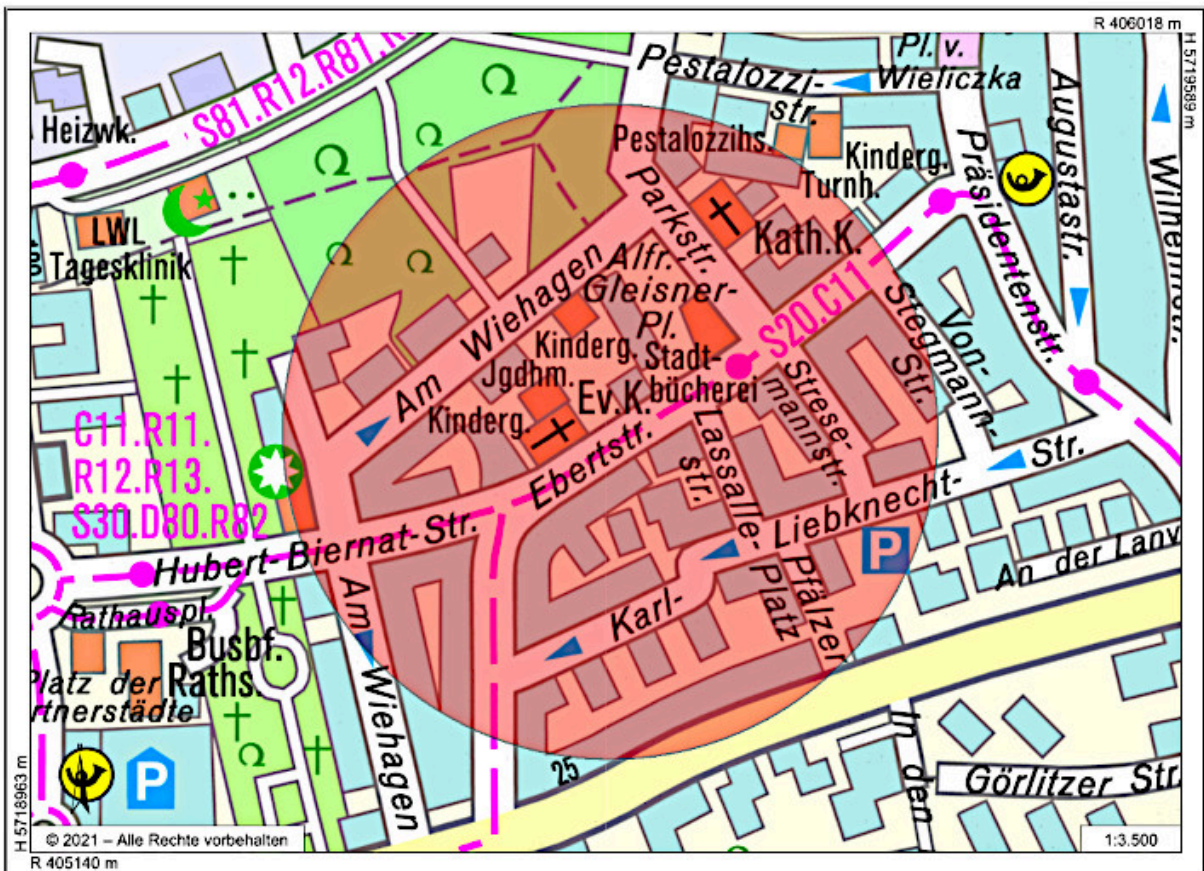 R 406018 m
H 5719589 m
S81.R12.R81.R
Pestalozzi-
str.
Pl. v.
Wieliczka
Augustastr.
Heizwk.
Pestalozzihs.
Kinderg.
Turnh.
Präsidentenstr.
LWL
Tagesklinik
Parkstr.
Kath.K.
Alfr.-
Gleisner-
Pl.
Am
Wiehagen
S20.C11
Stegmann-
Str.
Von-
Kinderg.
Jgdhm.
Stadt-
bücherei
Kinderg.
Ev.K.
Strese-
mannstr.
C11.R11.
R12.R13.
S30.D80.R82
Ebertstr.
Lassalle-
str.
Str.
Liebknecht-
P
Hubert-Biernat-Str.
An der Lanv
Am
Wiehagen
Karl-
Platz
Pfälzer
Rathauspl.
Busbf.
Raths.
Platz der
rtnerstädte
P
25
In den
Görlitzer Str.
H 5718963 m
© 2021 – Alle Rechte vorbehalten
1:3.500
R 405140 m